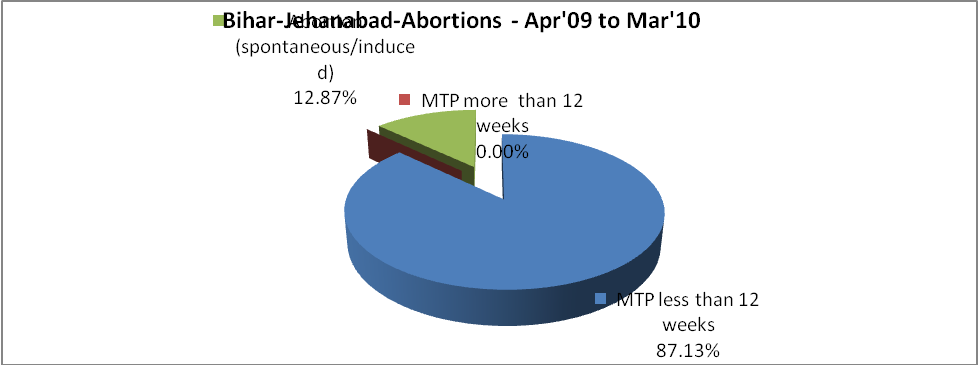 Bihar-Jehanabad-Abortions - Apr'09 to Mar'10
Abortion
(spontaneous/induce
d)
12.87%
MTP more than 12
weeks
0.00%
MTP less than 12
weeks
87.13%